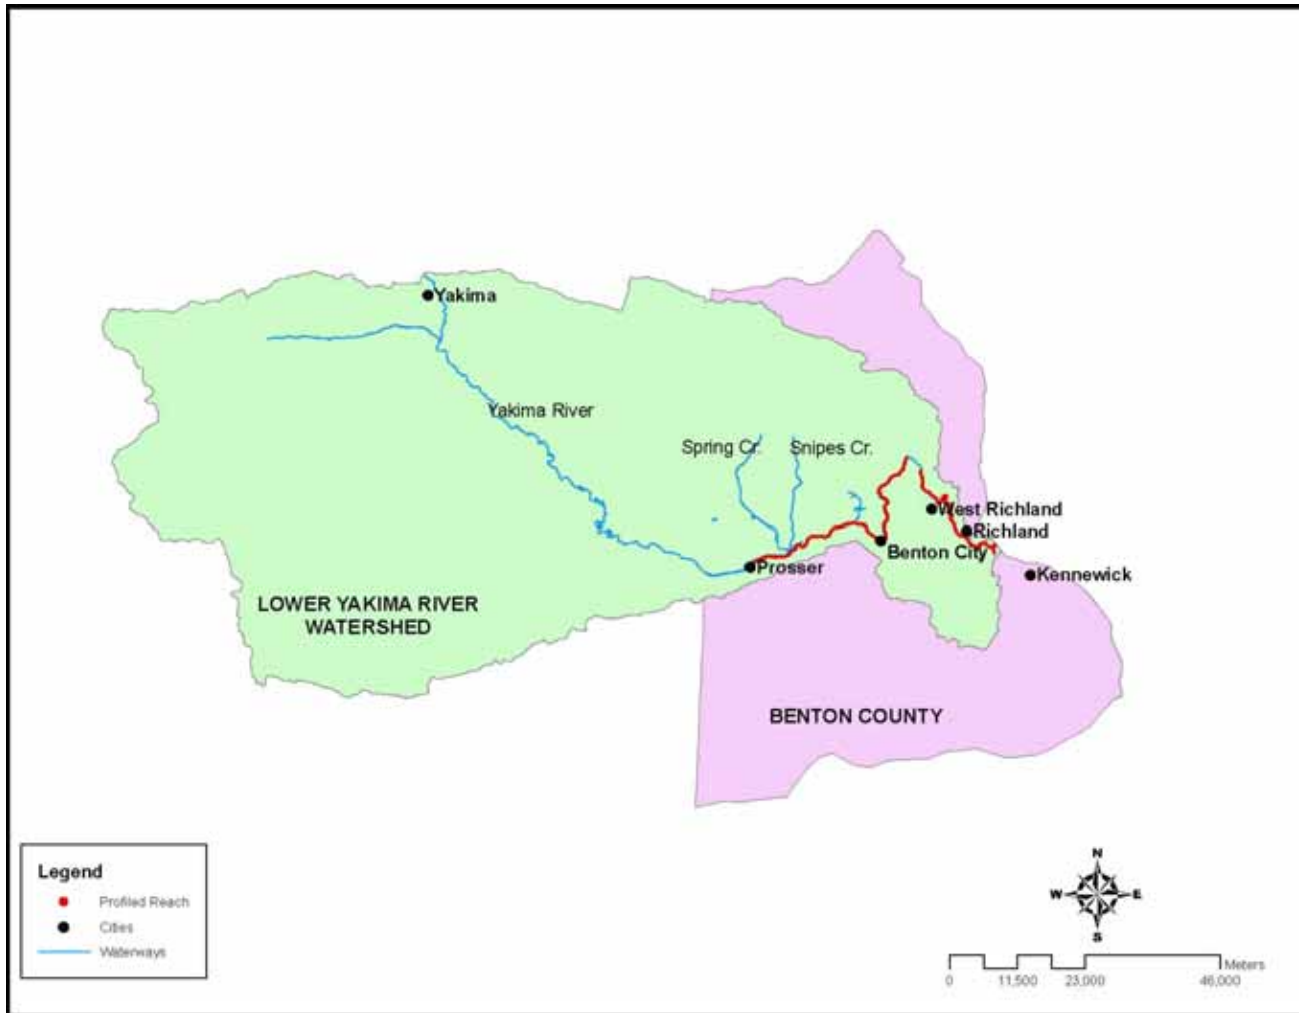 Yakima
Yakima River
Spring Cr.
Snipes Cr.
West Richland
Richland
Benton City
Prosser
Kennewick
LOWER YAKIMA RIVER
WATERSHED
BENTON COUNTY
Legend
Profiled Reach
Cities
Waterways
N
W
E
S
Meters
0
11,500
23,000
46,000